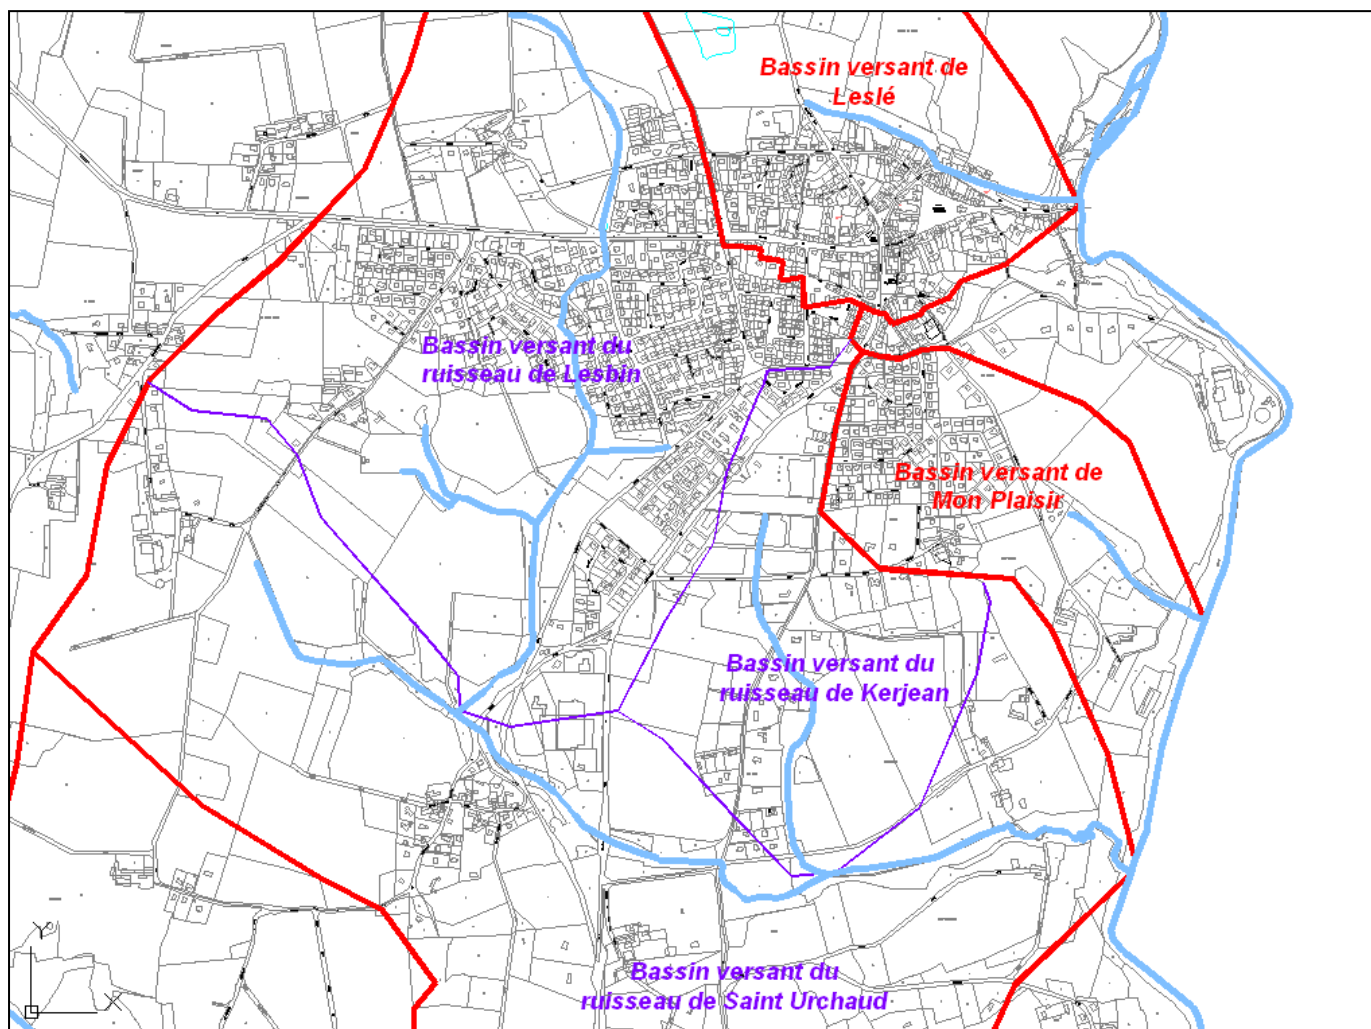 Bassin versant de
Leslé
Bassin versant du
ruisseau de Lesbin
Bassin versant de
Mon Plaisir
Bassin versant du
ruisseau de Kerjean
Bassin versant du
ruisseau de Saint Urchaud
Y
X